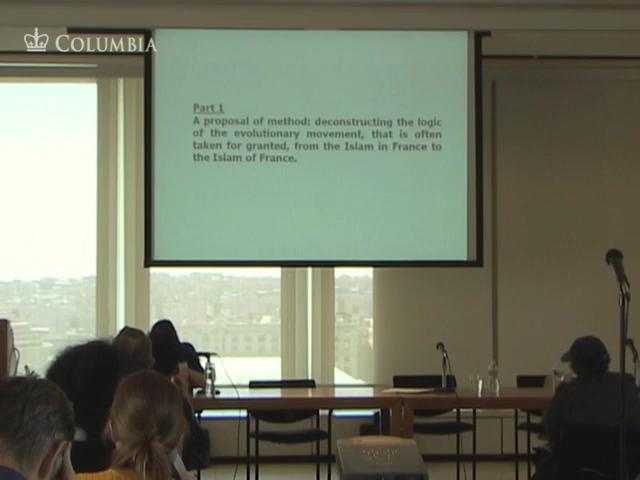 COLUMBIA
Part 1
A proposal of method: deconstructing the logic
of the evolutionary movement, that is often
taken for granted, from the Islam in France to
the Islam of France.